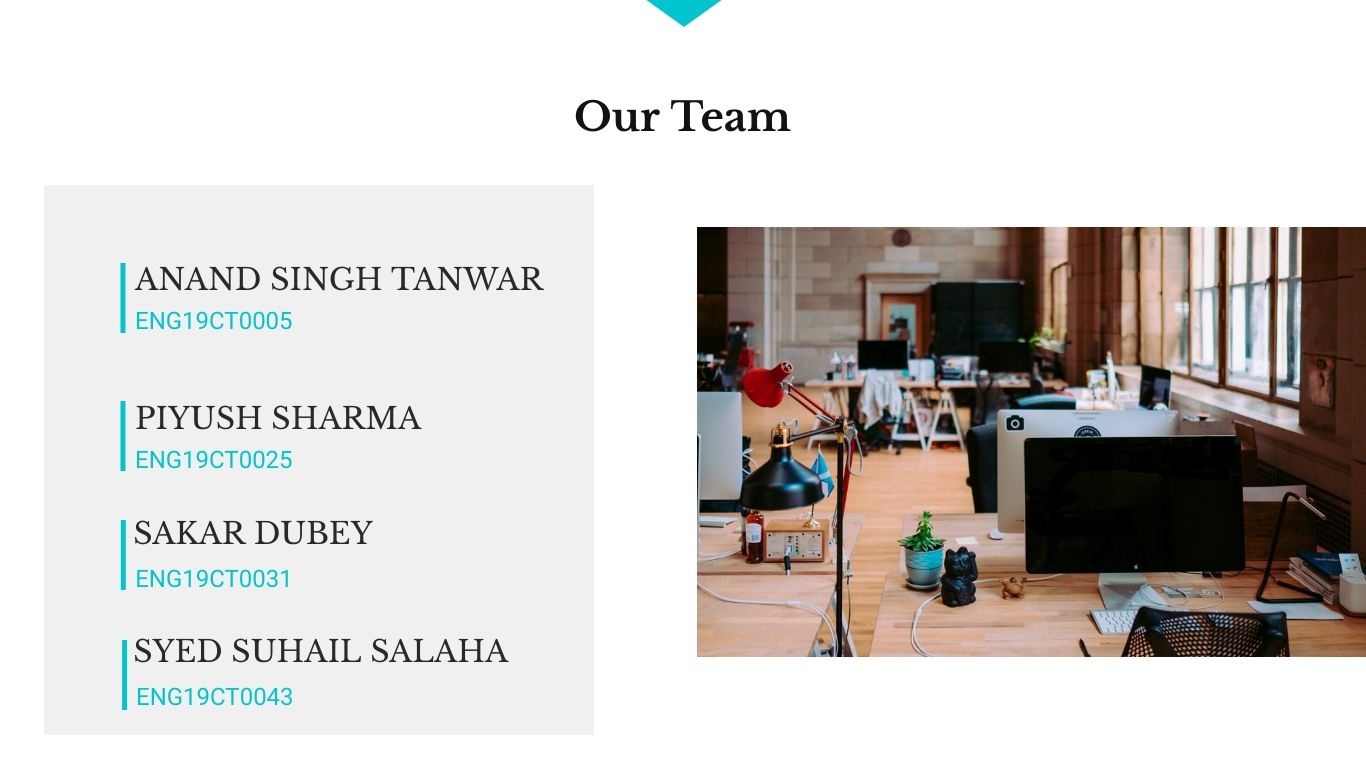 Our Team
ANAND SINGH TANWAR
ENG19CT0005
PIYUSH SHARMA
ENG19CT0025
SAKAR DUBEY
ENG19CT0031
SYED SUHAIL SALAHA
ENG19CT0043